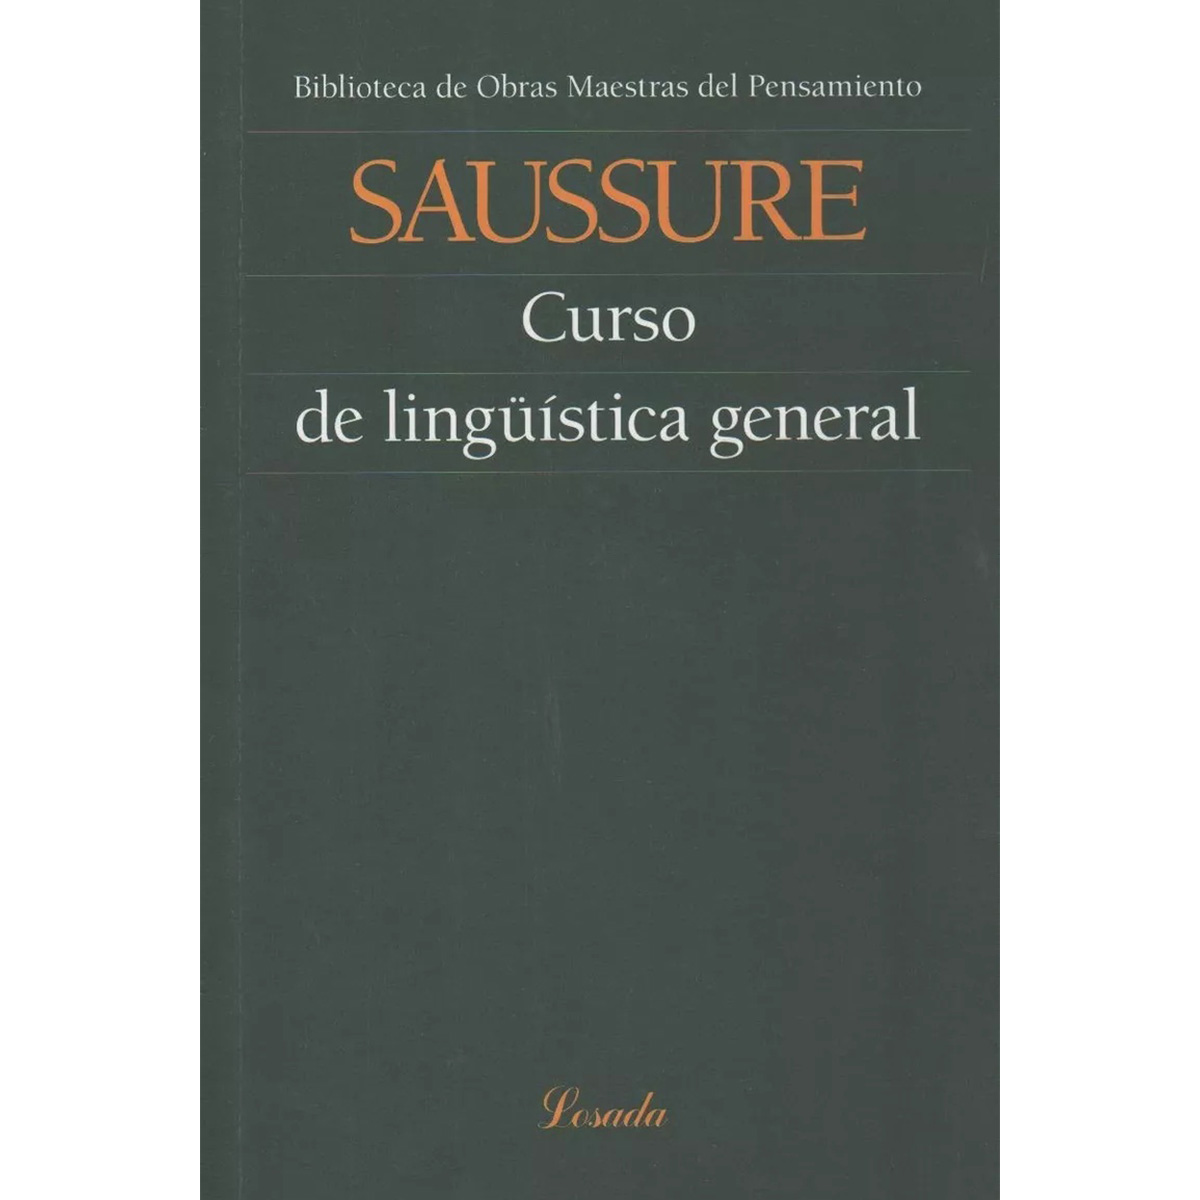 Biblioteca de Obras Maestras del Pensamiento
SAUSSURE
Curso
de lingüística general
Losada